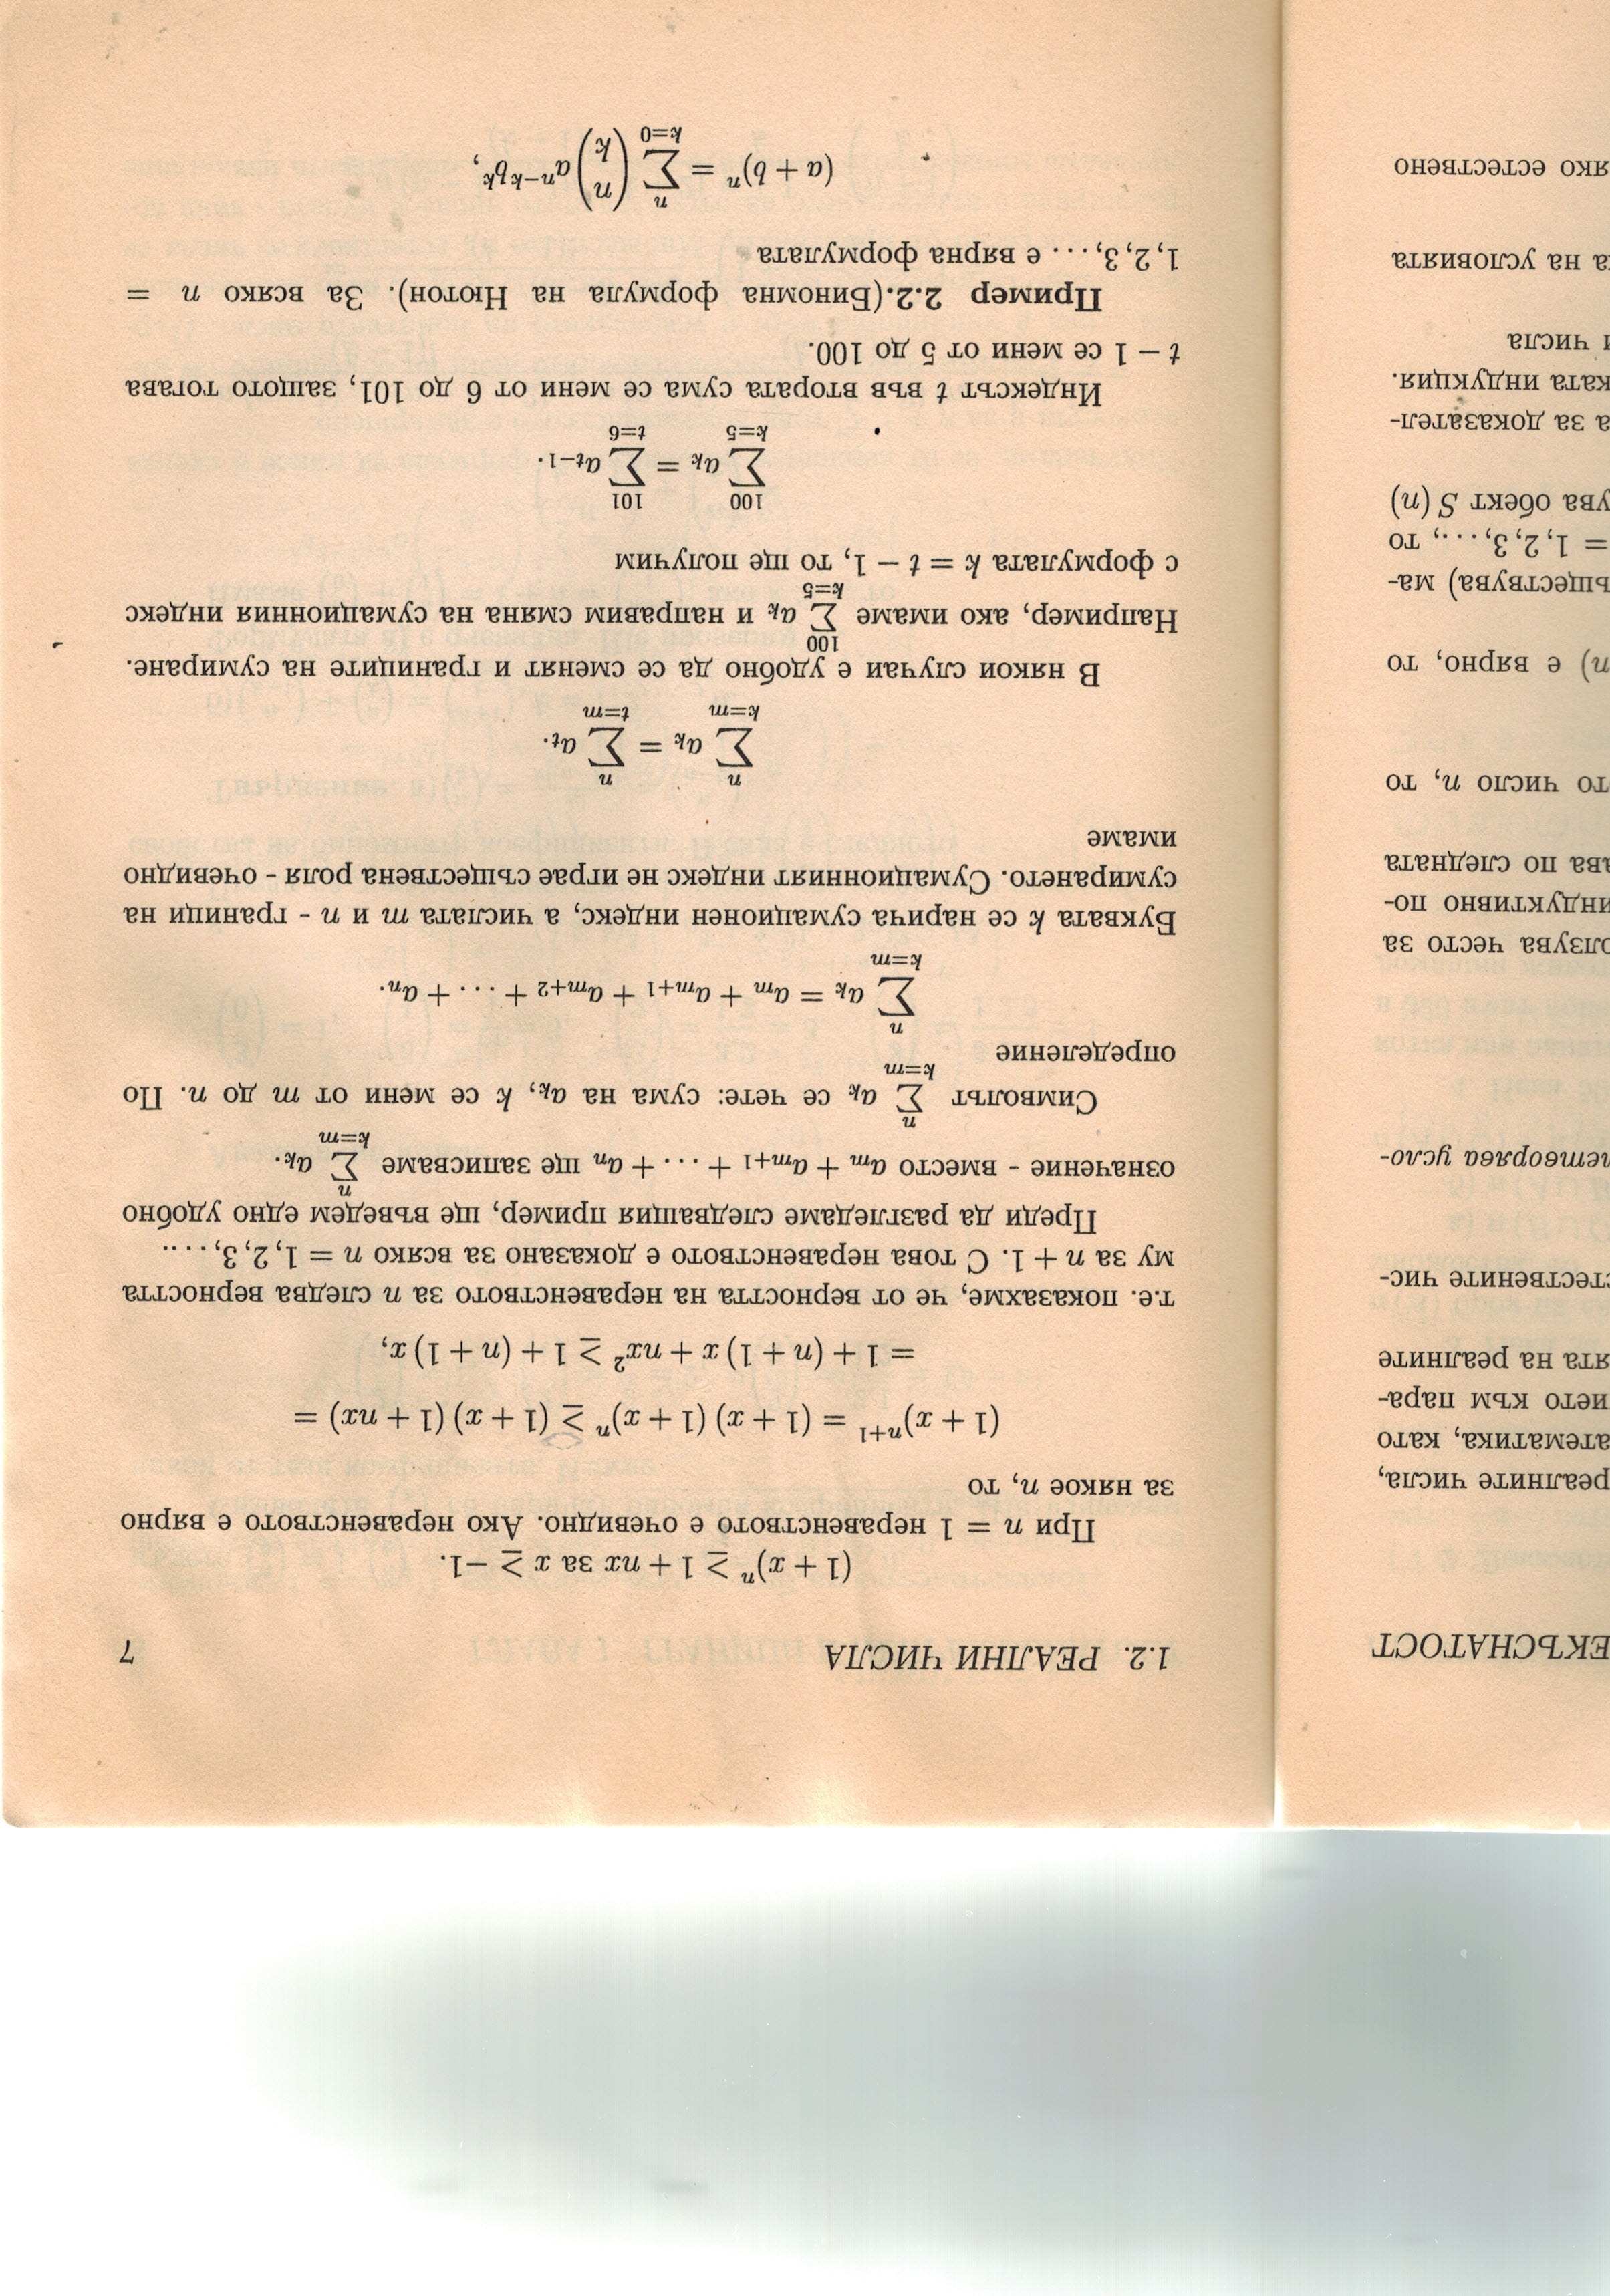 ЕКЪСНАТОСТ
реалните числа,
атематика, като
ието към пара-
ята на реалните
тествените чис-
летворява усло-
олзува често за
индуктивно по-
ава по следната
то число n, то
n) е вярно, то
ъществува) ма-
= 1, 2, 3, ..., то
ува обект S (n)
а за доказател-
ката индукция.
и числа
а на условията
яко естествено
1.2. РЕАЛНИ ЧИСЛА 7
(1 + x)^n ≥ 1 + nx за x ≥ −1.
При n = 1 неравенството е очевидно. Ако неравенството е вярно
за някое n, то
(1 + x)^{n+1} = (1 + x) (1 + x)^n ≥ (1 + x) (1 + nx) =
= 1 + (n + 1) x + nx^2 ≥ 1 + (n + 1) x,
т.е. показахме, че от верността на неравенството за n следва верността
му за n + 1. С това неравенството е доказано за всяко n = 1, 2, 3, ....
Преди да разгледаме следващия пример, ще въведем едно удобно
означение - вместо a_m + a_{m+1} + ... + a_n ще записваме \sum_{k=m}^{n} a_k.
Символът \sum_{k=m}^{n} a_k се чете: сума на a_k, k се мени от m до n. По
определение
\sum_{k=m}^{n} a_k = a_m + a_{m+1} + a_{m+2} + ... + a_n.
Буквата k се нарича сумационен индекс, а числата m и n - граници на
сумирането. Сумационният индекс не играе съществена роля - очевидно
имаме
\sum_{k=m}^{n} a_k = \sum_{t=m}^{n} a_t.
В някои случаи е удобно да се сменят и границите на сумиране.
Например, ако имаме \sum_{k=5}^{100} a_k и направим смяна на сумационния индекс
с формулата k = t − 1, то ще получим
\sum_{k=5}^{100} a_k = \sum_{t=6}^{101} a_{t−1}.
Индексът t във втората сума се мени от 6 до 101, защото тогава
t − 1 се мени от 5 до 100.
Пример 2.2.(Биномна формула на Нютон). За всяко n =
1, 2, 3, ... е вярна формулата
(a + b)^n = \sum_{k=0}^{n} \binom{n}{k} a^{n−k} b^k,